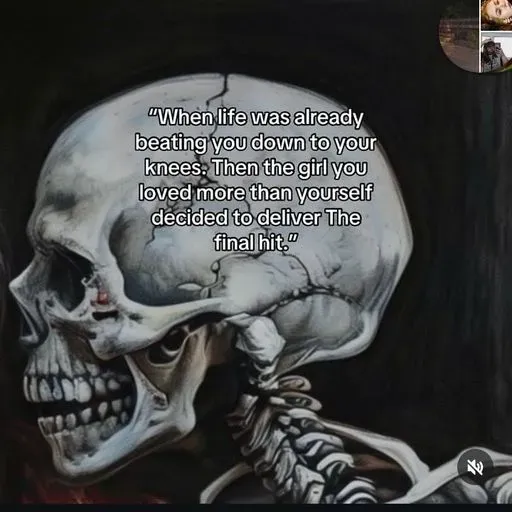 "When life was already
beating you down to your
knees. Then the girl you
loved more than yourself
decided to deliver The
final hit."